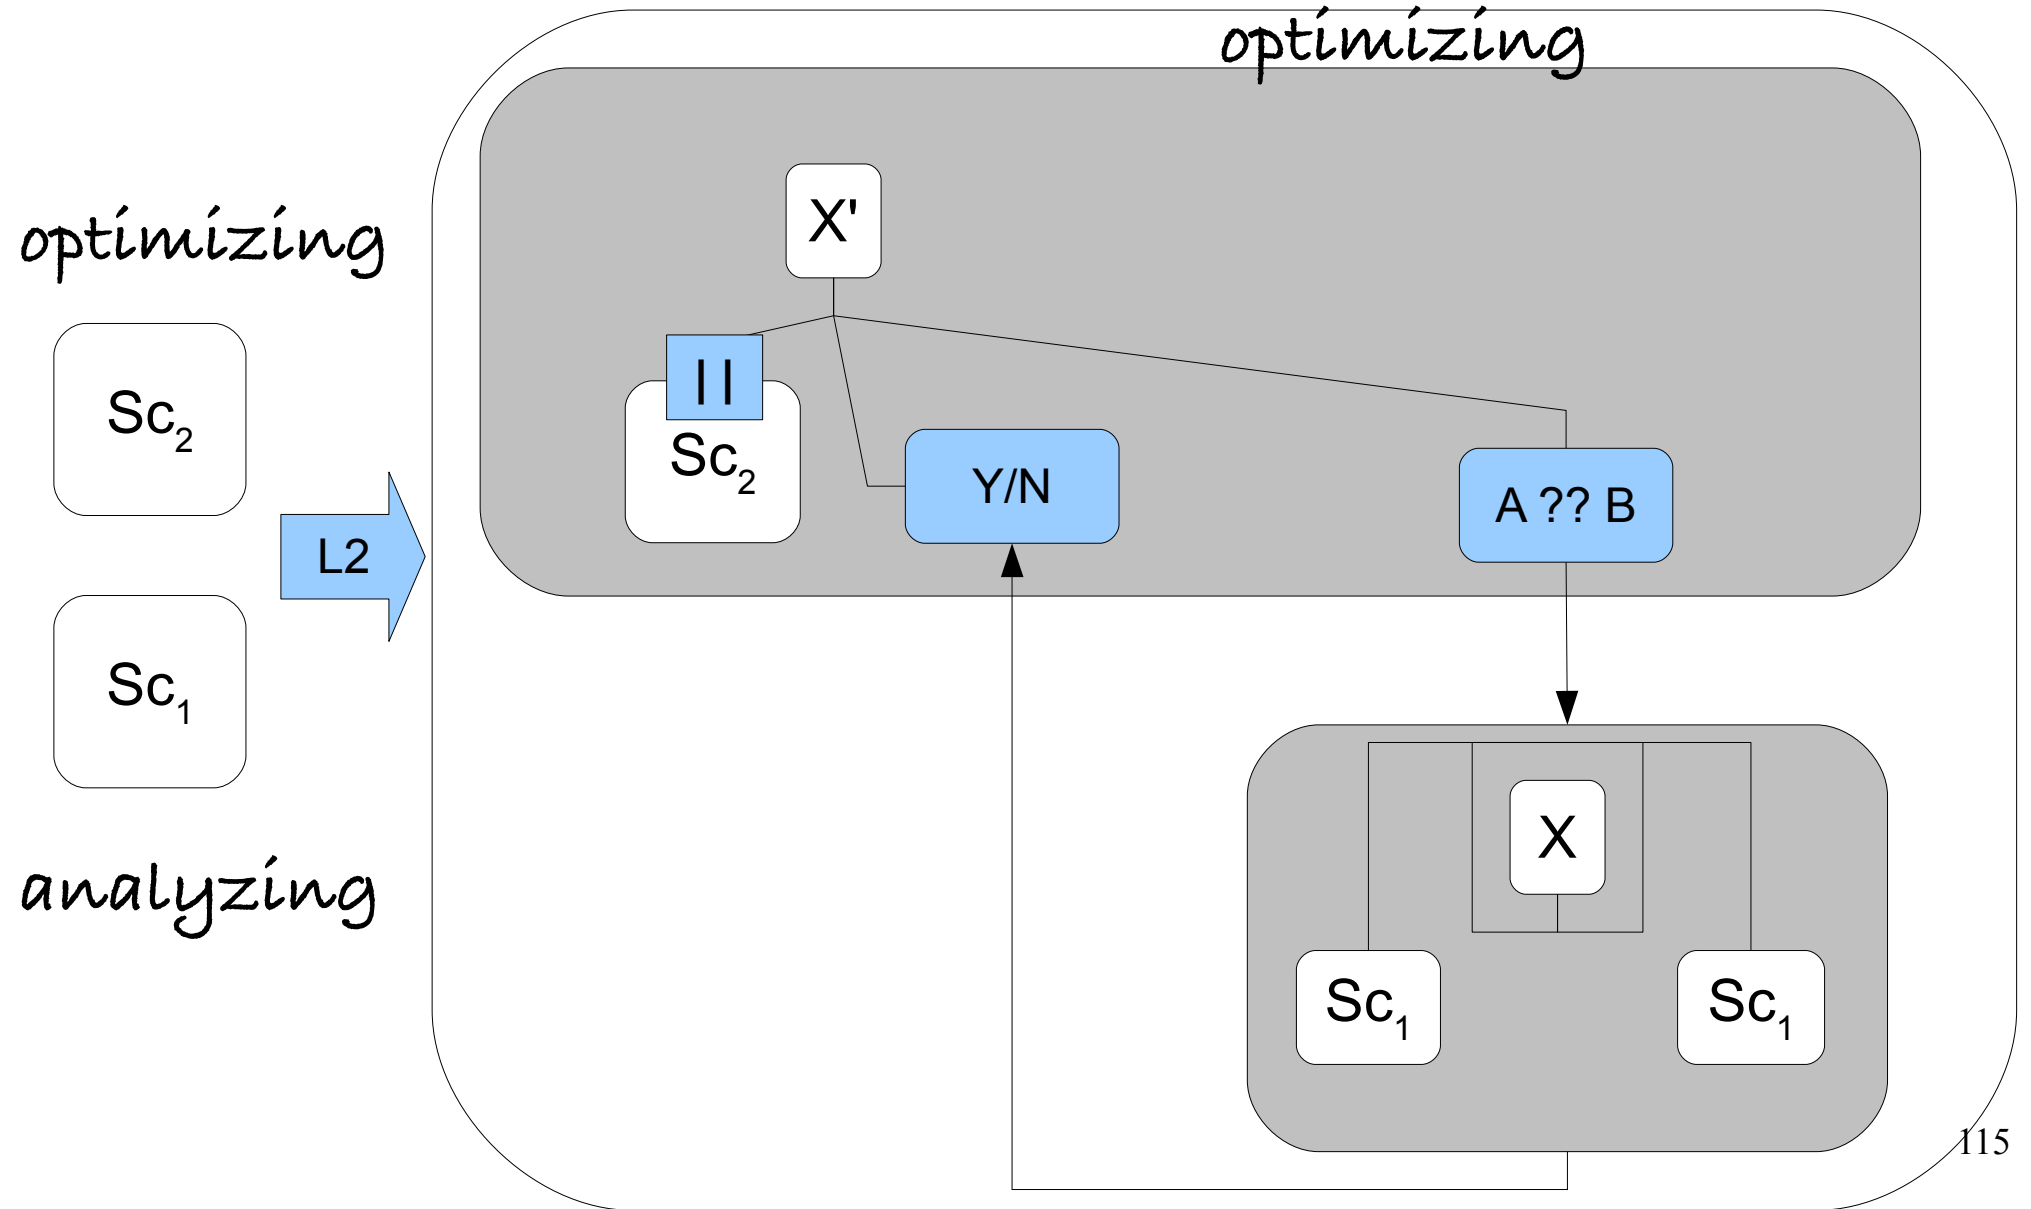 optimizing
optimizing
X'
Sc₂
||
Sc₂
Y/N
A ?? B
L2
Sc₁
X
analyzing
Sc₁
Sc₁
115